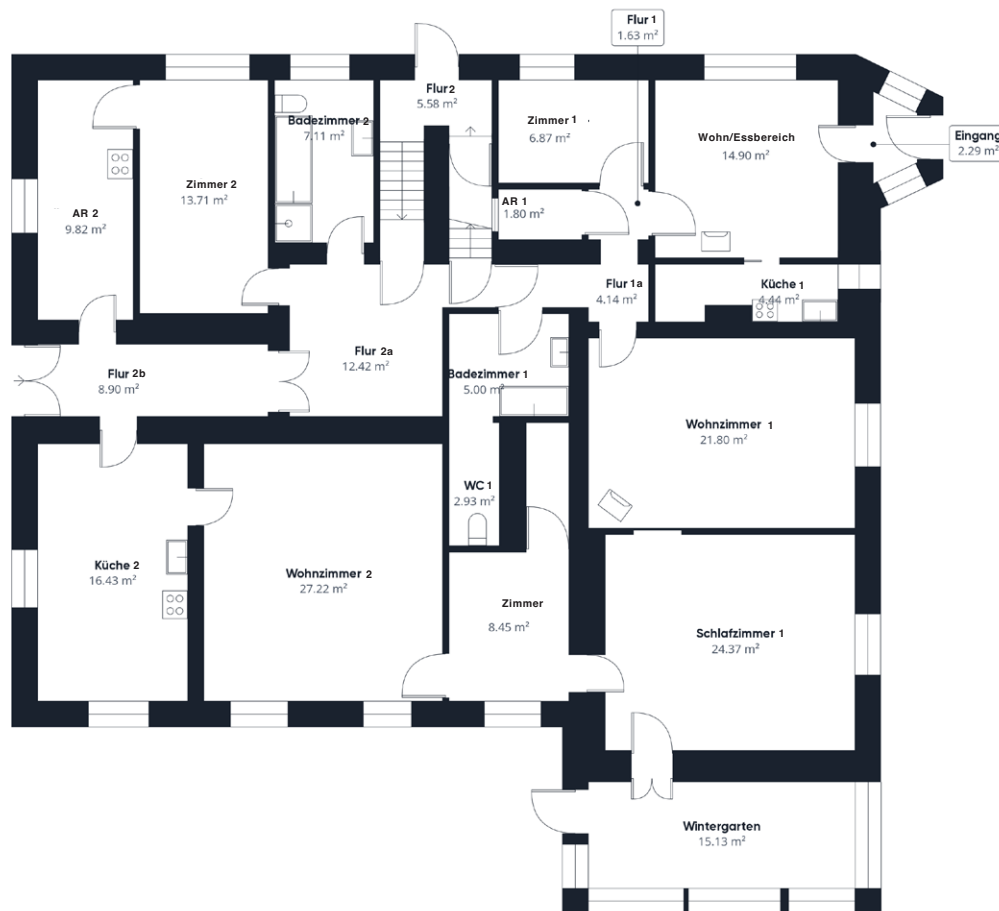 Flur 1
1.63 m²
Flur2
5.58 m²
Badezimmer 2
7.11 m²
Zimmer 1
6.87 m²
Wohn/Essbereich
14.90 m²
Eingang
2.29 m²
Zimmer 2
13.71 m²
AR 2
9.82 m²
AR 1
1.80 m²
Flur 1a
4.14 m²
Küche 1
4.44 m²
Flur 2b
8.90 m²
Flur 2a
12.42 m²
Badezimmer 1
5.00 m²
Wohnzimmer 1
21.80 m²
WC 1
2.93 m²
Küche 2
16.43 m²
Wohnzimmer 2
27.22 m²
Zimmer
8.45 m²
Schlafzimmer 1
24.37 m²
Wintergarten
15.13 m²